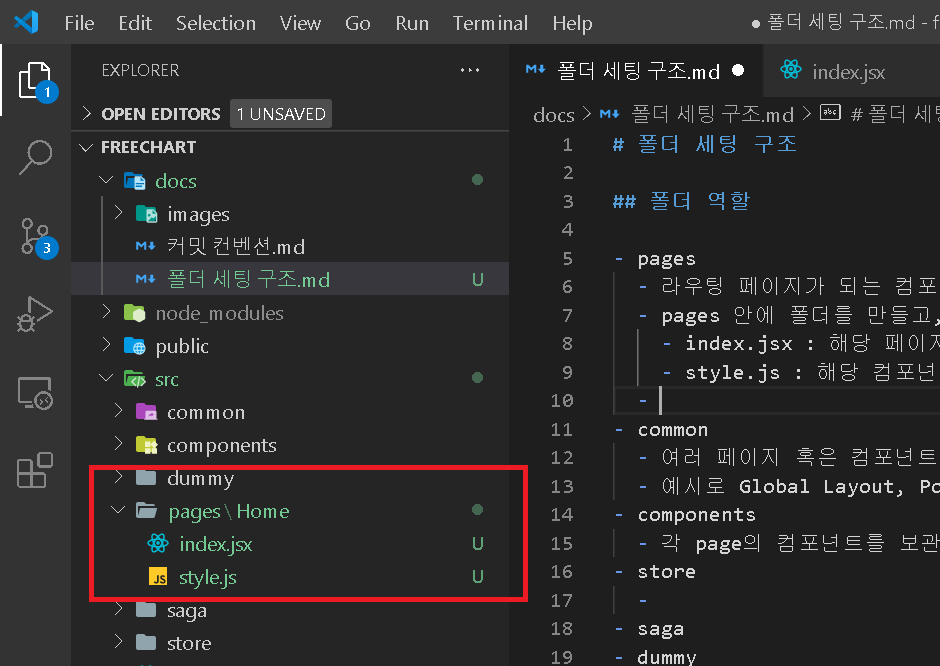 File Edit Selection View Go Run Terminal Help
● 폴더 세팅 구조.md - f
EXPLORER
폴더 세팅 구조.md
index.jsx
OPEN EDITORS 1 UNSAVED
docs > 폴더 세팅 구조.md > # 폴더 세팅
FREECHART
docs
images
커밋 컨벤션.md
폴더 세팅 구조.md U
node_modules
public
src
common
components
dummy
pages \ Home
index.jsx U
JS style.js U
saga
store
1
3
1 # 폴더 세팅 구조
2
3 ## 폴더 역할
4
5 - pages
6 - 라우팅 페이지가 되는 컴포
7 - pages 안에 폴더를 만들고,
8 - index.jsx : 해당 페이지
9 - style.js : 해당 컴포넌
10 -
11 - common
12 - 여러 페이지 혹은 컴포넌트
13 - 예시로 Global Layout, Po
14 - components
15 - 각 page의 컴포넌트를 보관
16 - store
17 -
18 - saga
19 - dummy